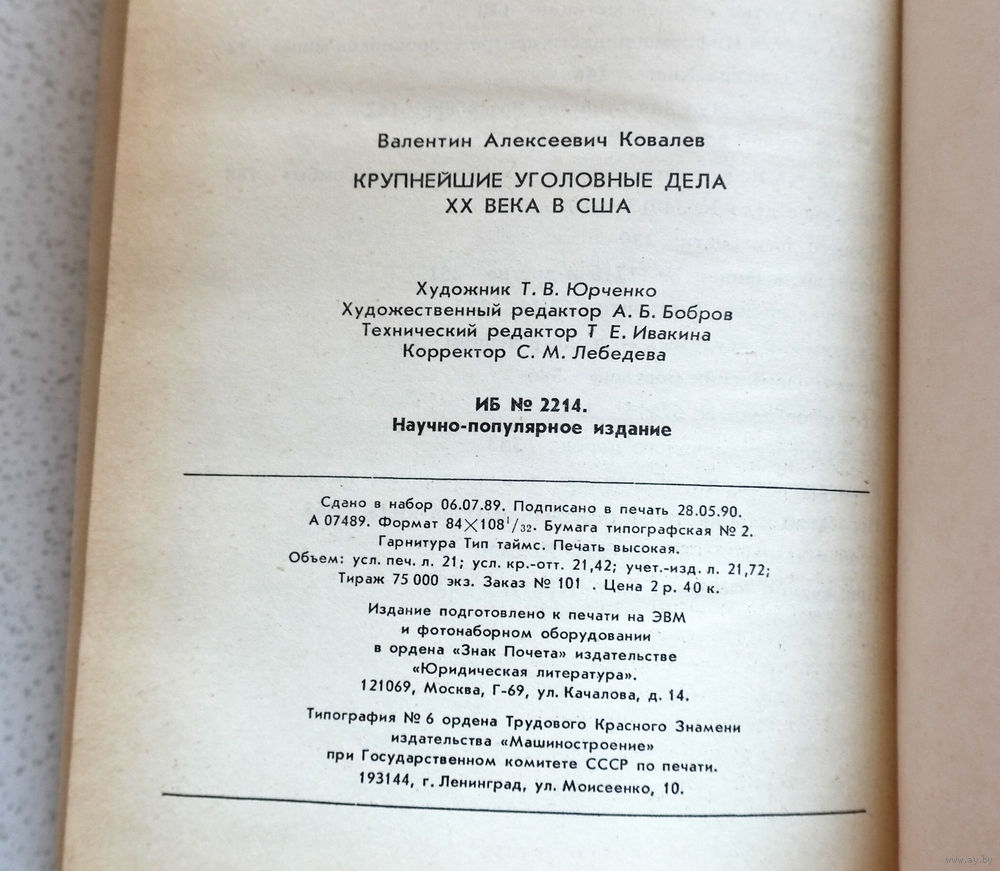 Валентин Алексеевич Ковалев
КРУПНЕЙШИЕ УГОЛОВНЫЕ ДЕЛА
XX ВЕКА В США
Художник Т. В. Юрченко
Художественный редактор А. Б. Бобров
Технический редактор Т Е. Ивакина
Корректор С. М. Лебедева
ИБ № 2214.
Научно-популярное издание
Сдано в набор 06.07.89. Подписано в печать 28.05.90.
А 07489. Формат 84×108¹/₃₂. Бумага типографская № 2.
Гарнитура Тип таймс. Печать высокая.
Объем: усл. печ. л. 21; усл. кр.-отт. 21,42; учет.-изд. л. 21,72;
Тираж 75 000 экз. Заказ № 101 . Цена 2 р. 40 к.
Издание подготовлено к печати на ЭВМ
и фотонаборном оборудовании
в ордена «Знак Почета» издательстве
«Юридическая литература».
121069, Москва, Г-69, ул. Качалова, д. 14.
Типография № 6 ордена Трудового Красного Знамени
издательства «Машиностроение»
при Государственном комитете СССР по печати.
193144, г. Ленинград, ул. Моисеенко, 10.
www.ay.by